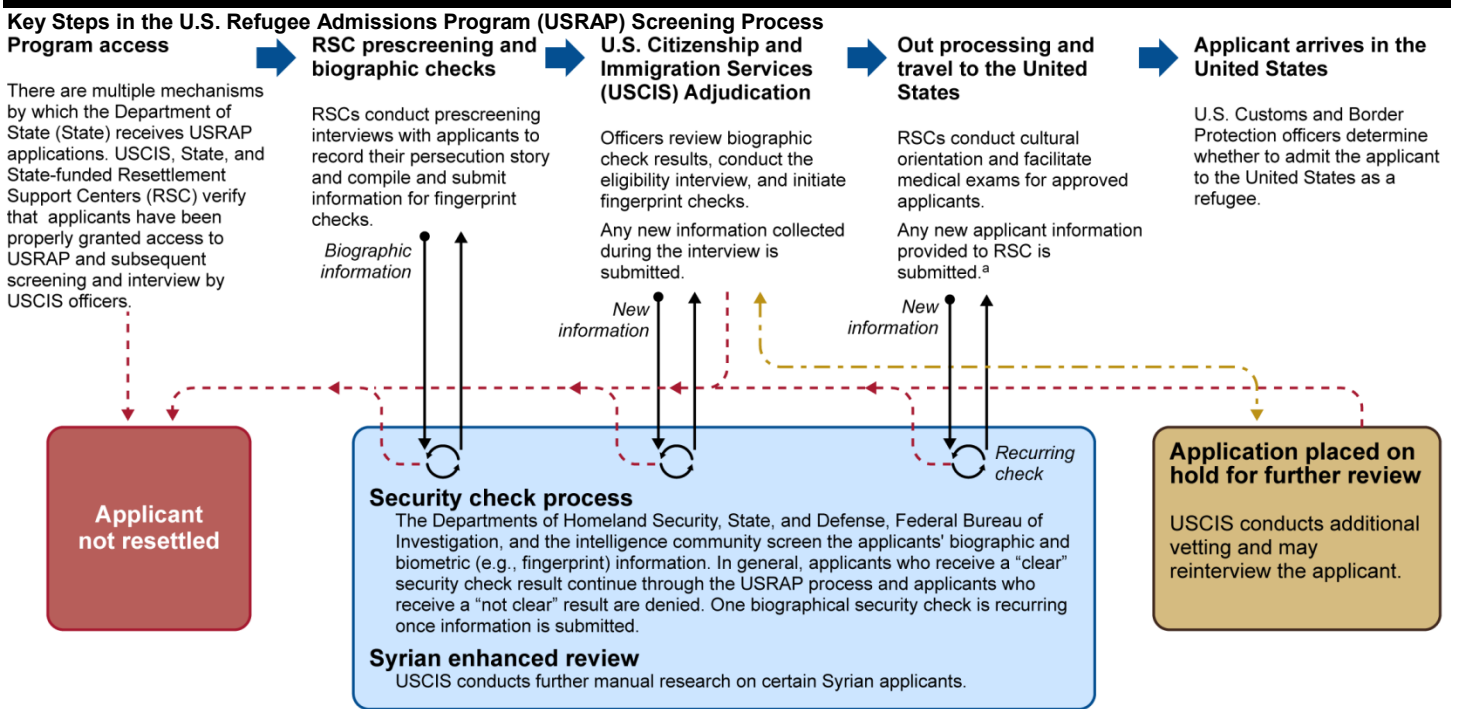 Key Steps in the U.S. Refugee Admissions Program (USRAP) Screening Process
Program access
There are multiple mechanisms
by which the Department of
State (State) receives USRAP
applications. USCIS, State, and
State-funded Resettlement
Support Centers (RSC) verify
that applicants have been
properly granted access to
USRAP and subsequent
screening and interview by
USCIS officers.
RSC prescreening and
biographic checks
RSCs conduct prescreening
interviews with applicants to
record their persecution story
and compile and submit
information for fingerprint
checks.
Biographic
information
U.S. Citizenship and
Immigration Services
(USCIS) Adjudication
Officers review biographic
check results, conduct the
eligibility interview, and initiate
fingerprint checks.
Any new information collected
during the interview is
submitted.
New
information
Out processing and
travel to the United
States
RSCs conduct cultural
orientation and facilitate
medical exams for approved
applicants.
Any new applicant information
provided to RSC is
submitted.ᵃ
New
information
Applicant arrives in the
United States
U.S. Customs and Border
Protection officers determine
whether to admit the applicant
to the United States as a
refugee.
Applicant
not resettled
Recurring
check
Security check process
The Departments of Homeland Security, State, and Defense, Federal Bureau of
Investigation, and the intelligence community screen the applicants' biographic and
biometric (e.g., fingerprint) information. In general, applicants who receive a “clear”
security check result continue through the USRAP process and applicants who
receive a “not clear” result are denied. One biographical security check is recurring
once information is submitted.
Syrian enhanced review
USCIS conducts further manual research on certain Syrian applicants.
Application placed on
hold for further review
USCIS conducts additional
vetting and may
reinterview the applicant.